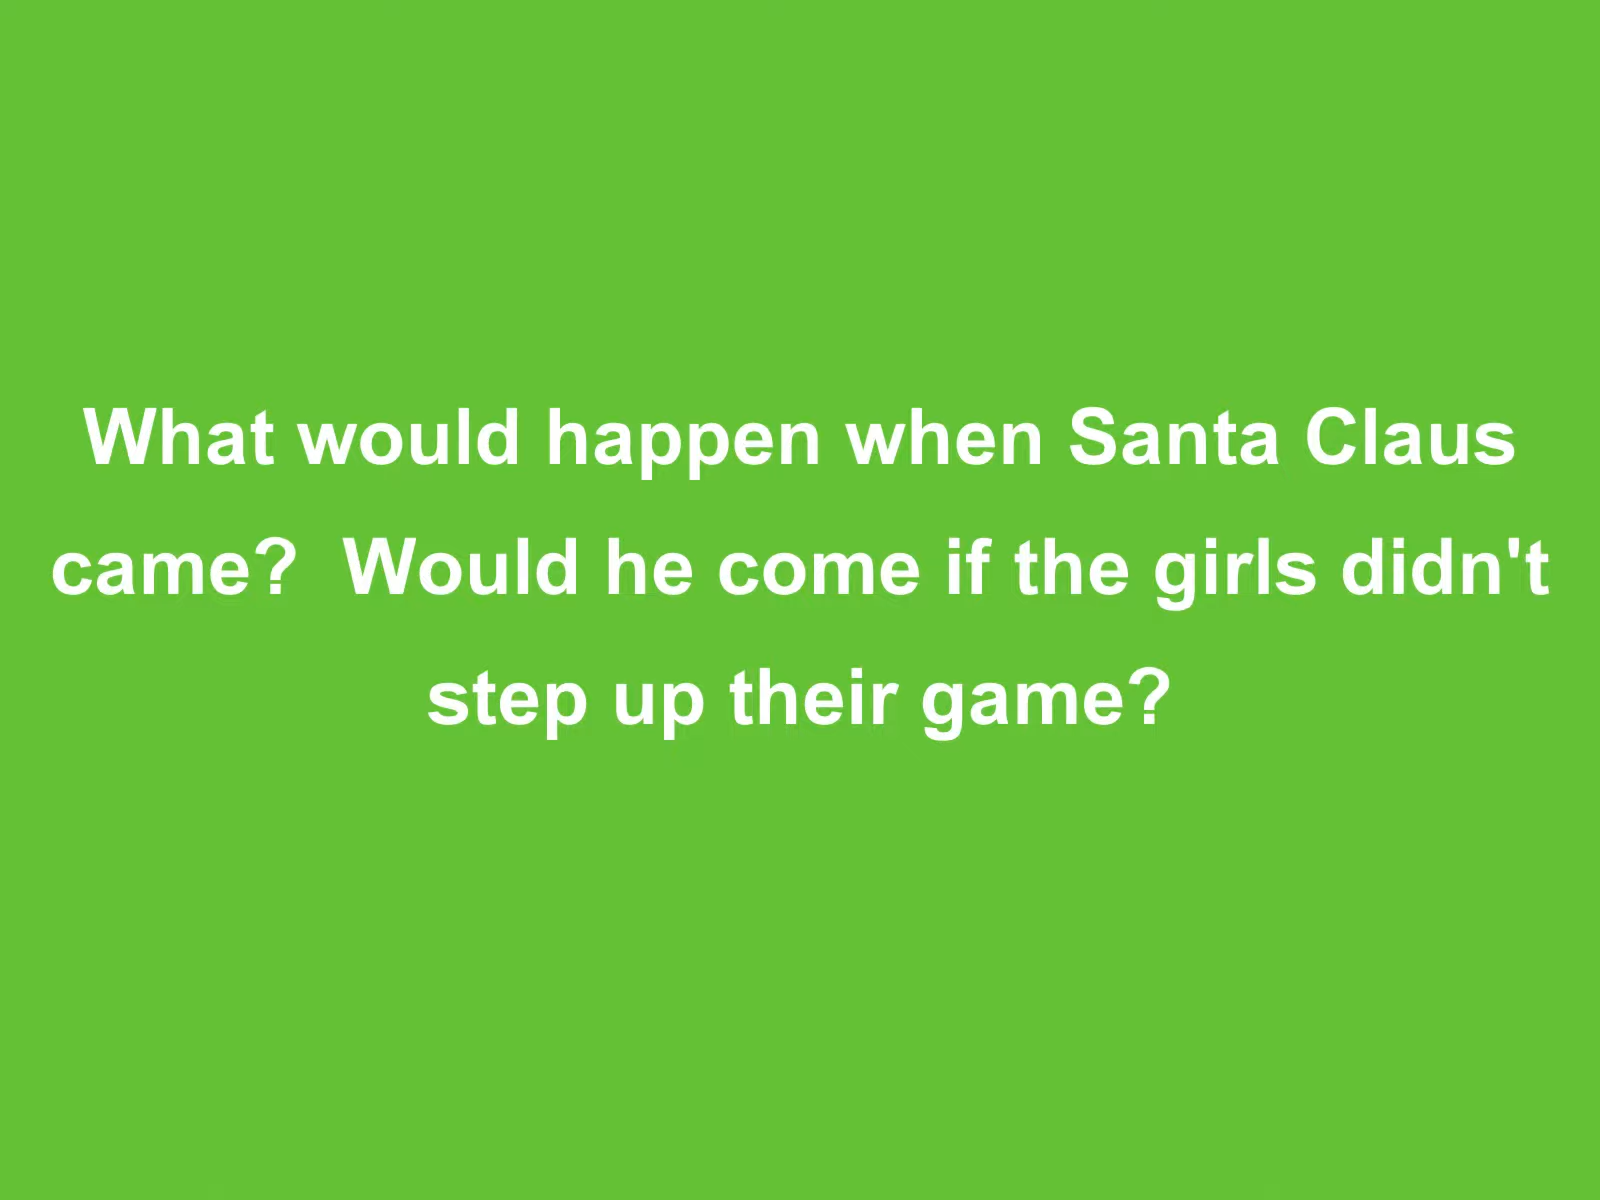 What would happen when Santa Claus
came?  Would he come if the girls didn't
step up their game?